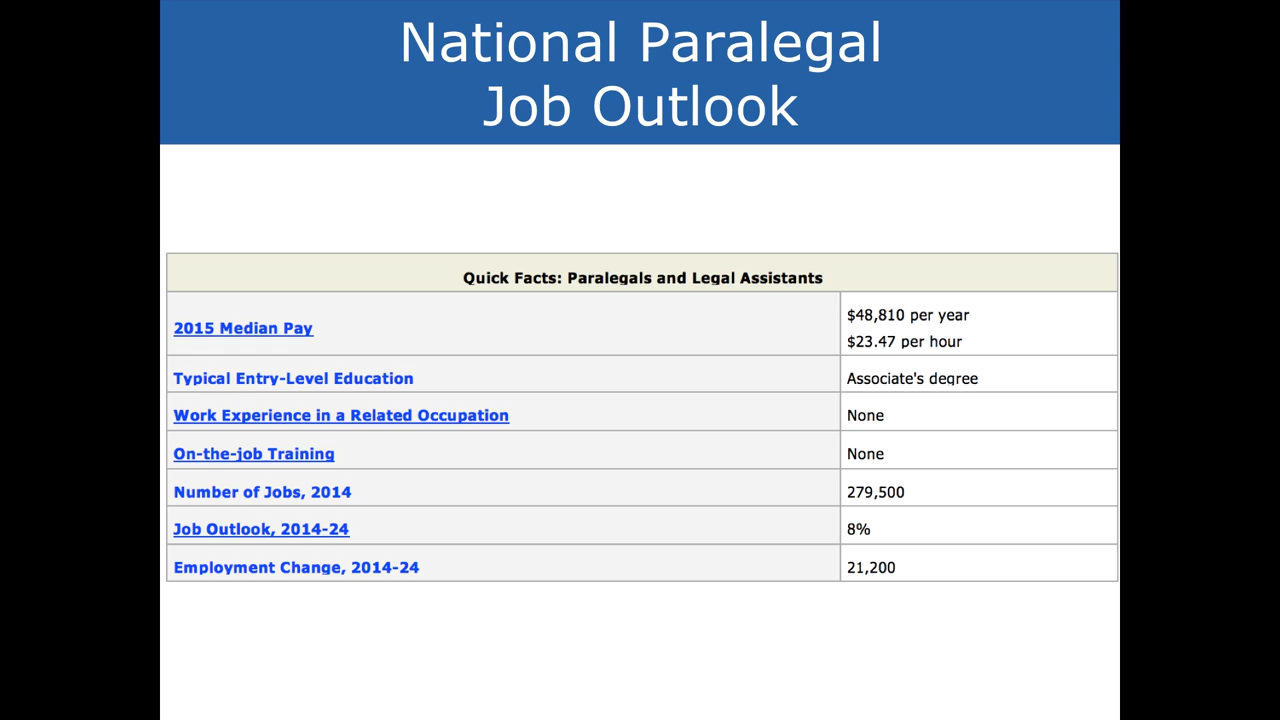 National Paralegal
Job Outlook
Quick Facts: Paralegals and Legal Assistants
2015 Median Pay
$48,810 per year
$23.47 per hour
Typical Entry-Level Education
Associate's degree
Work Experience in a Related Occupation
None
On-the-job Training
None
Number of Jobs, 2014
279,500
Job Outlook, 2014-24
8%
Employment Change, 2014-24
21,200